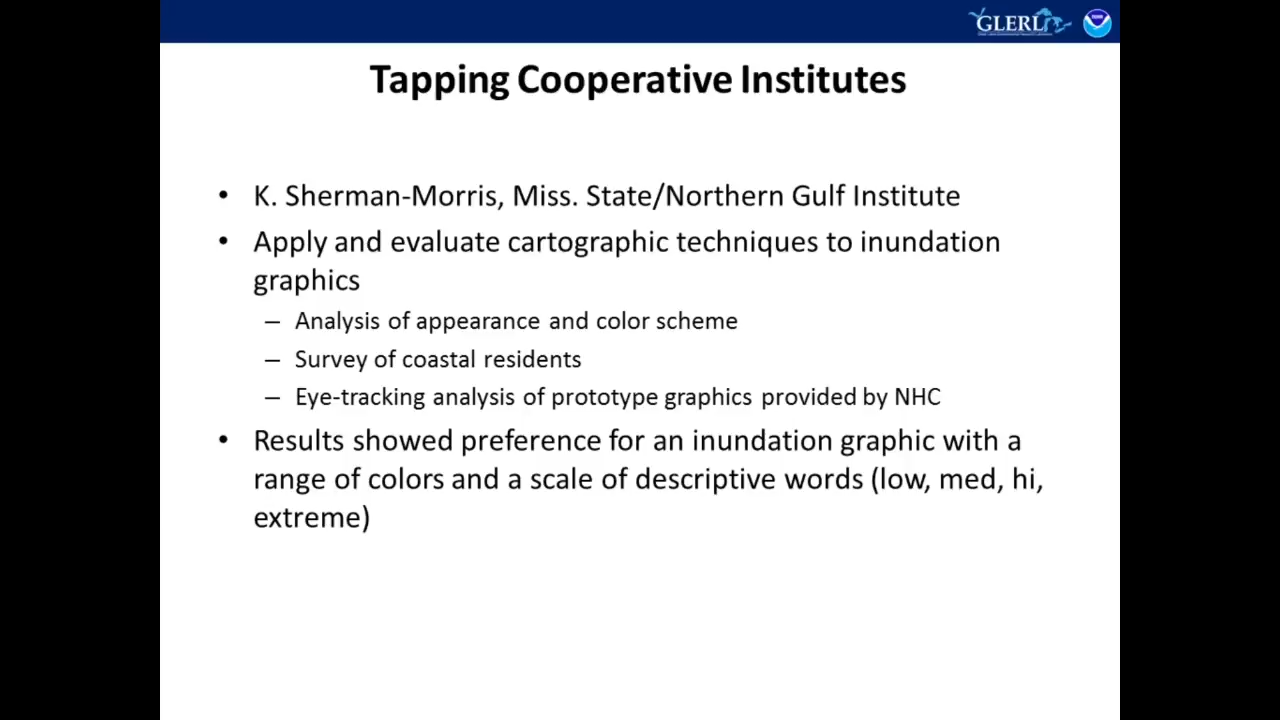 GLERL
Tapping Cooperative Institutes
• K. Sherman-Morris, Miss. State/Northern Gulf Institute
• Apply and evaluate cartographic techniques to inundation
graphics
– Analysis of appearance and color scheme
– Survey of coastal residents
– Eye-tracking analysis of prototype graphics provided by NHC
• Results showed preference for an inundation graphic with a
range of colors and a scale of descriptive words (low, med, hi,
extreme)